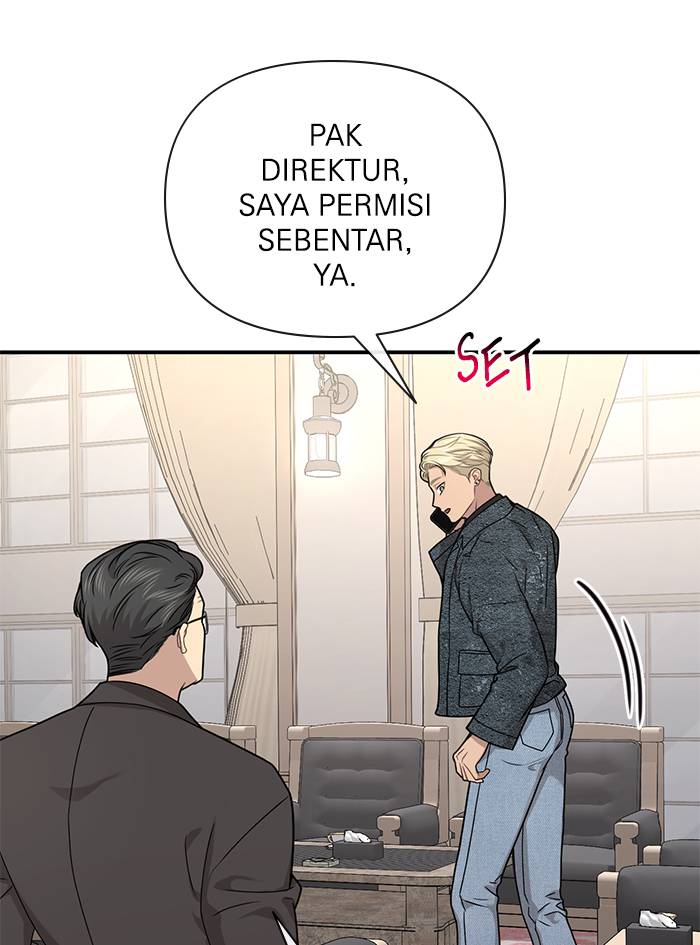 PAK
DIREKTUR,
SAYA PERMISI
SEBENTAR,
YA.
SET